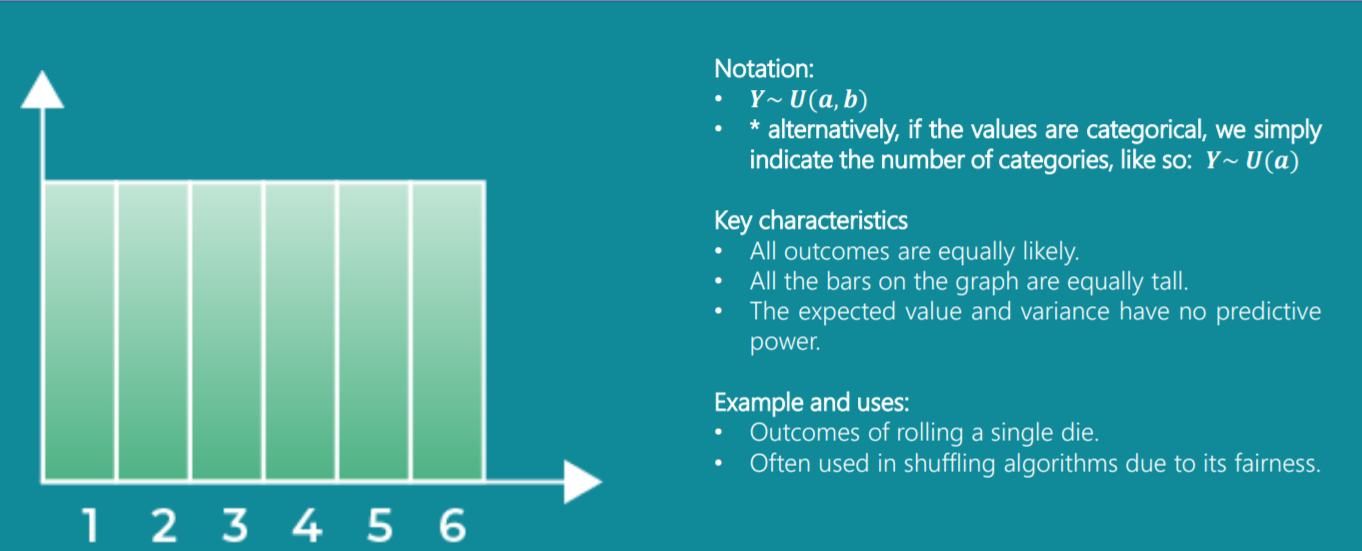 Notation:
• Y~ U(a, b)
• * alternatively, if the values are categorical, we simply
indicate the number of categories, like so: Y~ U(a)
Key characteristics
• All outcomes are equally likely.
• All the bars on the graph are equally tall.
• The expected value and variance have no predictive
power.
Example and uses:
• Outcomes of rolling a single die.
• Often used in shuffling algorithms due to its fairness.
1 2 3 4 5 6